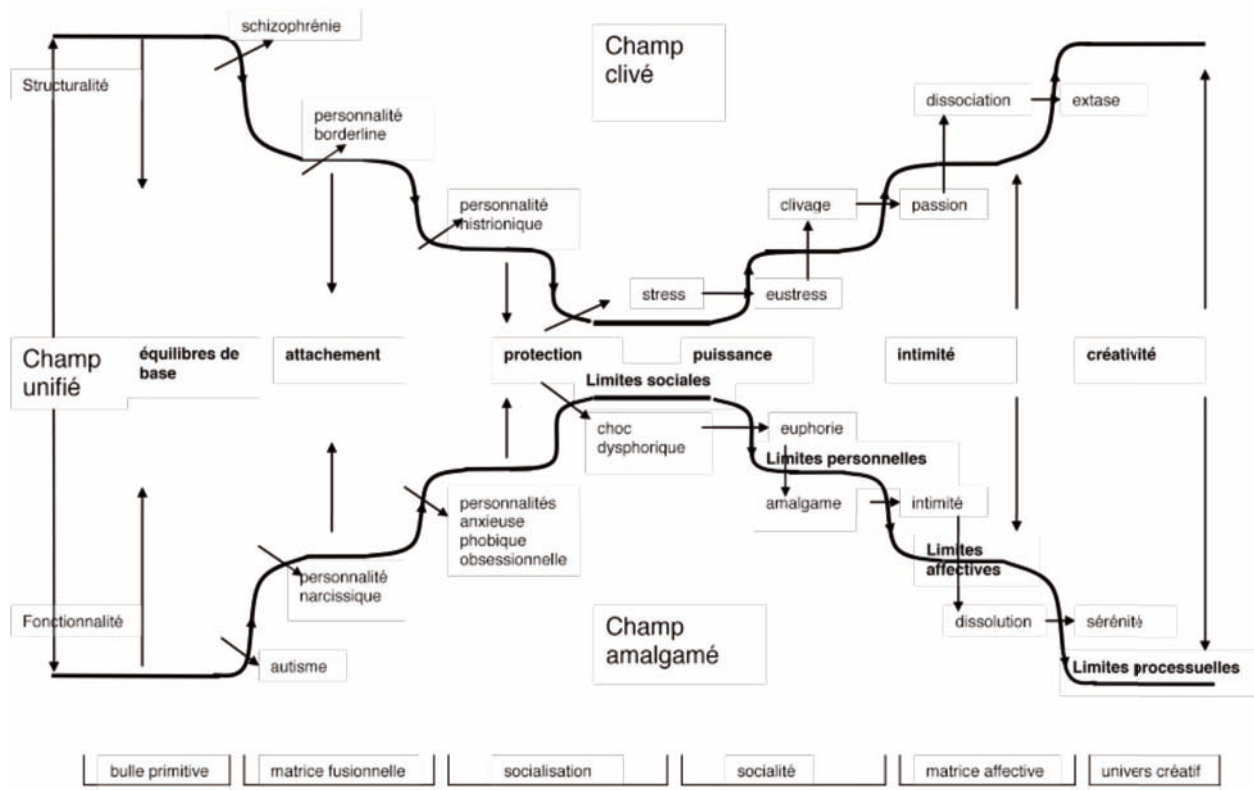 schizophrénie
Champ
clivé
Structuralité
dissociation
extase
personnalité
borderline
personnalité
histrionique
clivage
passion
stress
eustress
Champ
unifié
équilibres de
base
attachement
protection
puissance
intimité
créativité
Limites sociales
choc
dysphorique
euphorie
Limites personnelles
personnalités
anxieuse
phobique
obsessionnelle
amalgame
intimité
Limites
affectives
personnalité
narcissique
Fonctionnalité
Champ
amalgamé
dissolution
sérénité
autisme
Limites processuelles
bulle primitive
matrice fusionnelle
socialisation
socialité
matrice affective
univers créatif